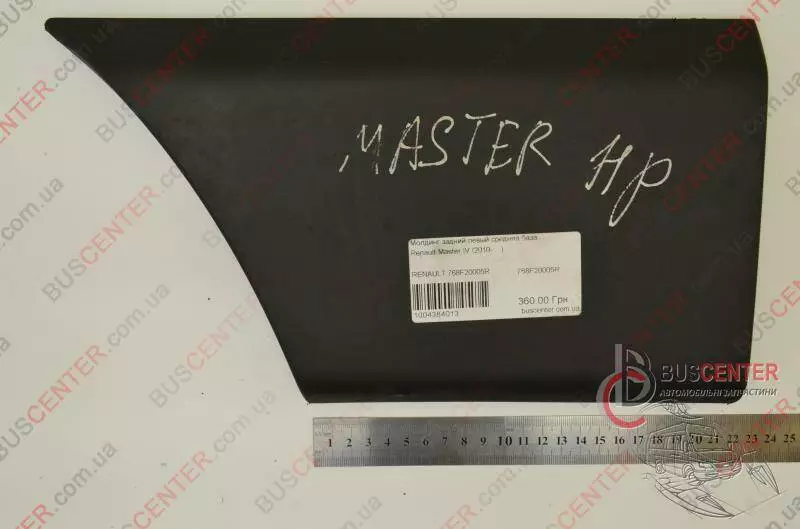 MASTER Нр
Молдинг задний левый средняя база
Renault Master IV (2010-...)
RENAULT 768F20005R 768F20005R
360.00 Грн
1004384013 buscenter.com.ua
BUSCENTER
АВТОМОБІЛЬНІ ЗАПЧАСТИНИ
1 2 3 4 5 6 7 8 9 10 11 12 13 14 15 16 17 18 19 20 21 22 23 24 25
BUSCENTER.com.ua